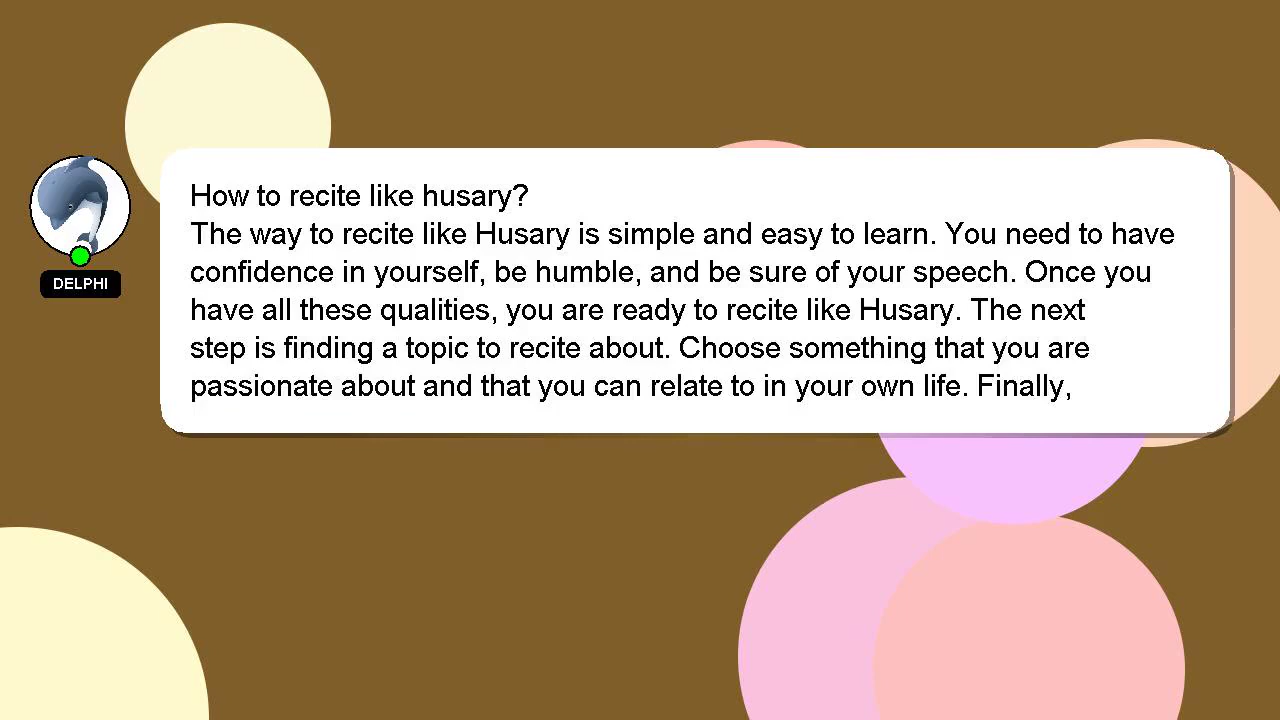 How to recite like husary?
The way to recite like Husary is simple and easy to learn. You need to have
confidence in yourself, be humble, and be sure of your speech. Once you
have all these qualities, you are ready to recite like Husary. The next
step is finding a topic to recite about. Choose something that you are
passionate about and that you can relate to in your own life. Finally,
DELPHI